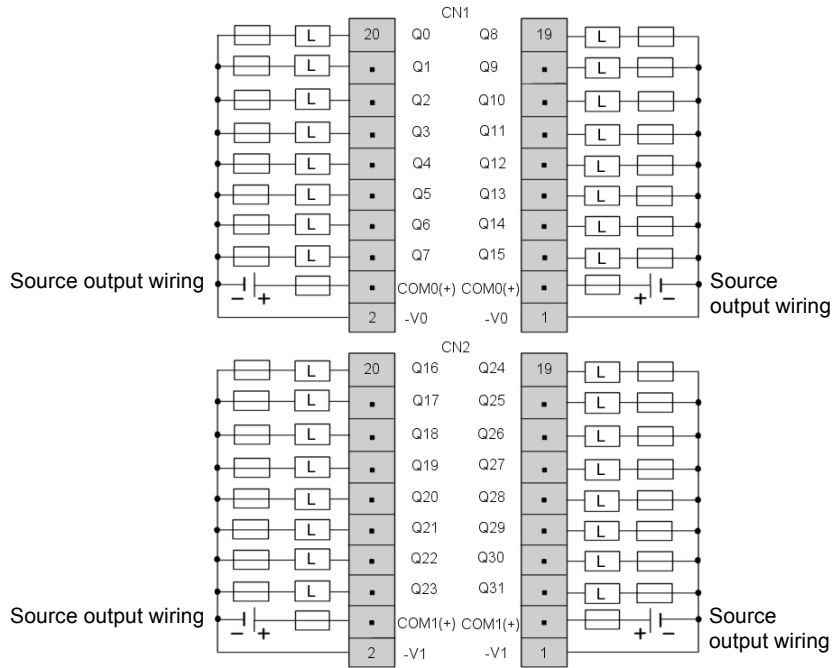 CN1
L 20 Q0 Q8 19 L
L Q1 Q9 L
L Q2 Q10 L
L Q3 Q11 L
L Q4 Q12 L
L Q5 Q13 L
L Q6 Q14 L
L Q7 Q15 L
Source output wiring - + COM0(+) COM0(+) + - Source
output wiring
2 -V0 -V0 1
CN2
L 20 Q16 Q24 19 L
L Q17 Q25 L
L Q18 Q26 L
L Q19 Q27 L
L Q20 Q28 L
L Q21 Q29 L
L Q22 Q30 L
L Q23 Q31 L
Source output wiring - + COM1(+) COM1(+) + - Source
output wiring
2 -V1 -V1 1